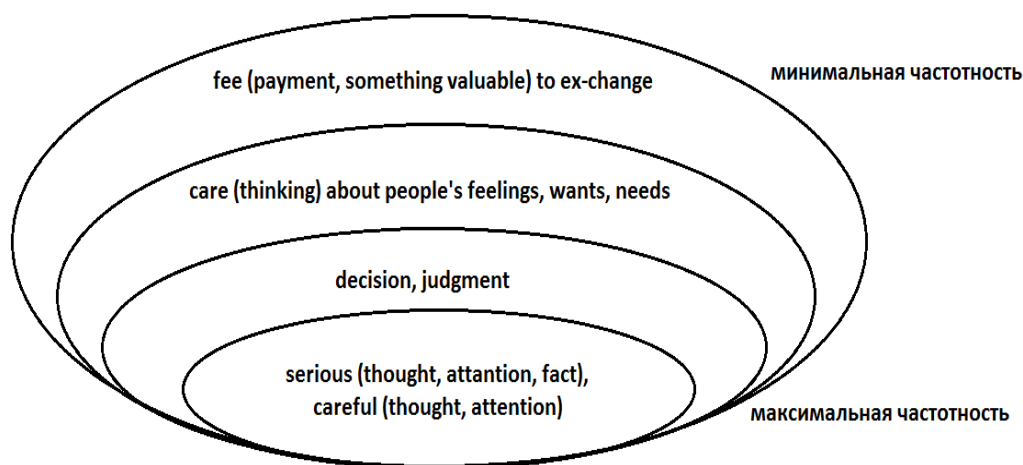 минимальная частотность
fee (payment, something valuable) to ex-change
care (thinking) about people's feelings, wants, needs
decision, judgment
serious (thought, attantion, fact),
careful (thought, attention)
максимальная частотность